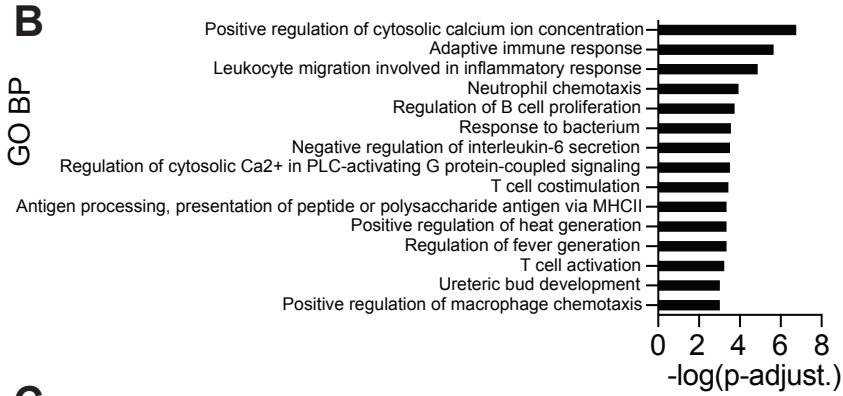 B
GO BP
Positive regulation of cytosolic calcium ion concentration
Adaptive immune response
Leukocyte migration involved in inflammatory response
Neutrophil chemotaxis
Regulation of B cell proliferation
Response to bacterium
Negative regulation of interleukin-6 secretion
Regulation of cytosolic Ca2+ in PLC-activating G protein-coupled signaling
T cell costimulation
Antigen processing, presentation of peptide or polysaccharide antigen via MHCII
Positive regulation of heat generation
Regulation of fever generation
T cell activation
Ureteric bud development
Positive regulation of macrophage chemotaxis
0 2 4 6 8
-log(p-adjust.)